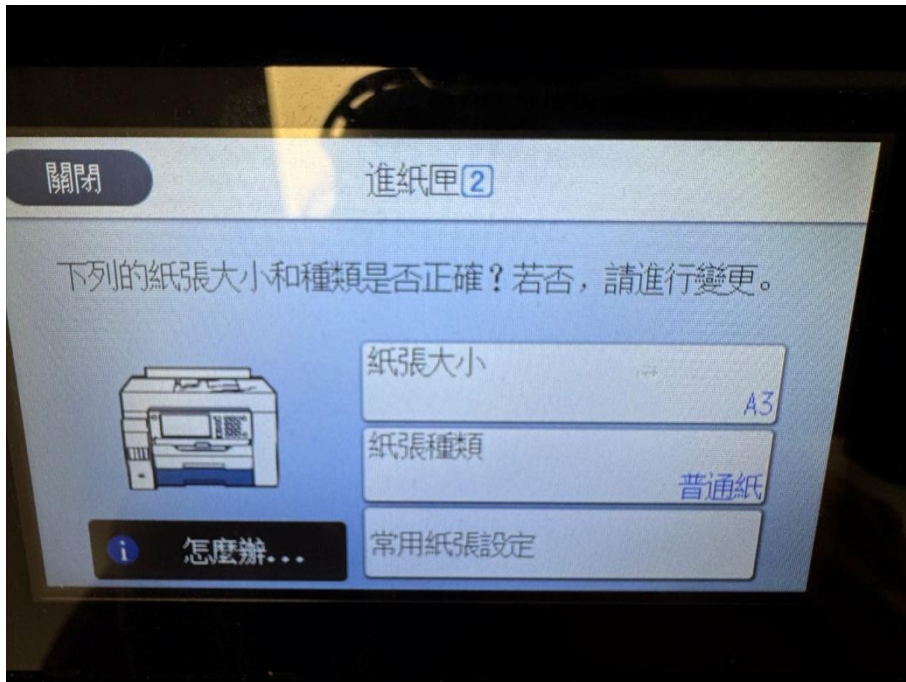 關閉
進紙匣2
下列的紙張大小和種類是否正確?若否,請進行變更。
紙張大小
A3
紙張種類
普通紙
i 怎麼辦...
常用紙張設定